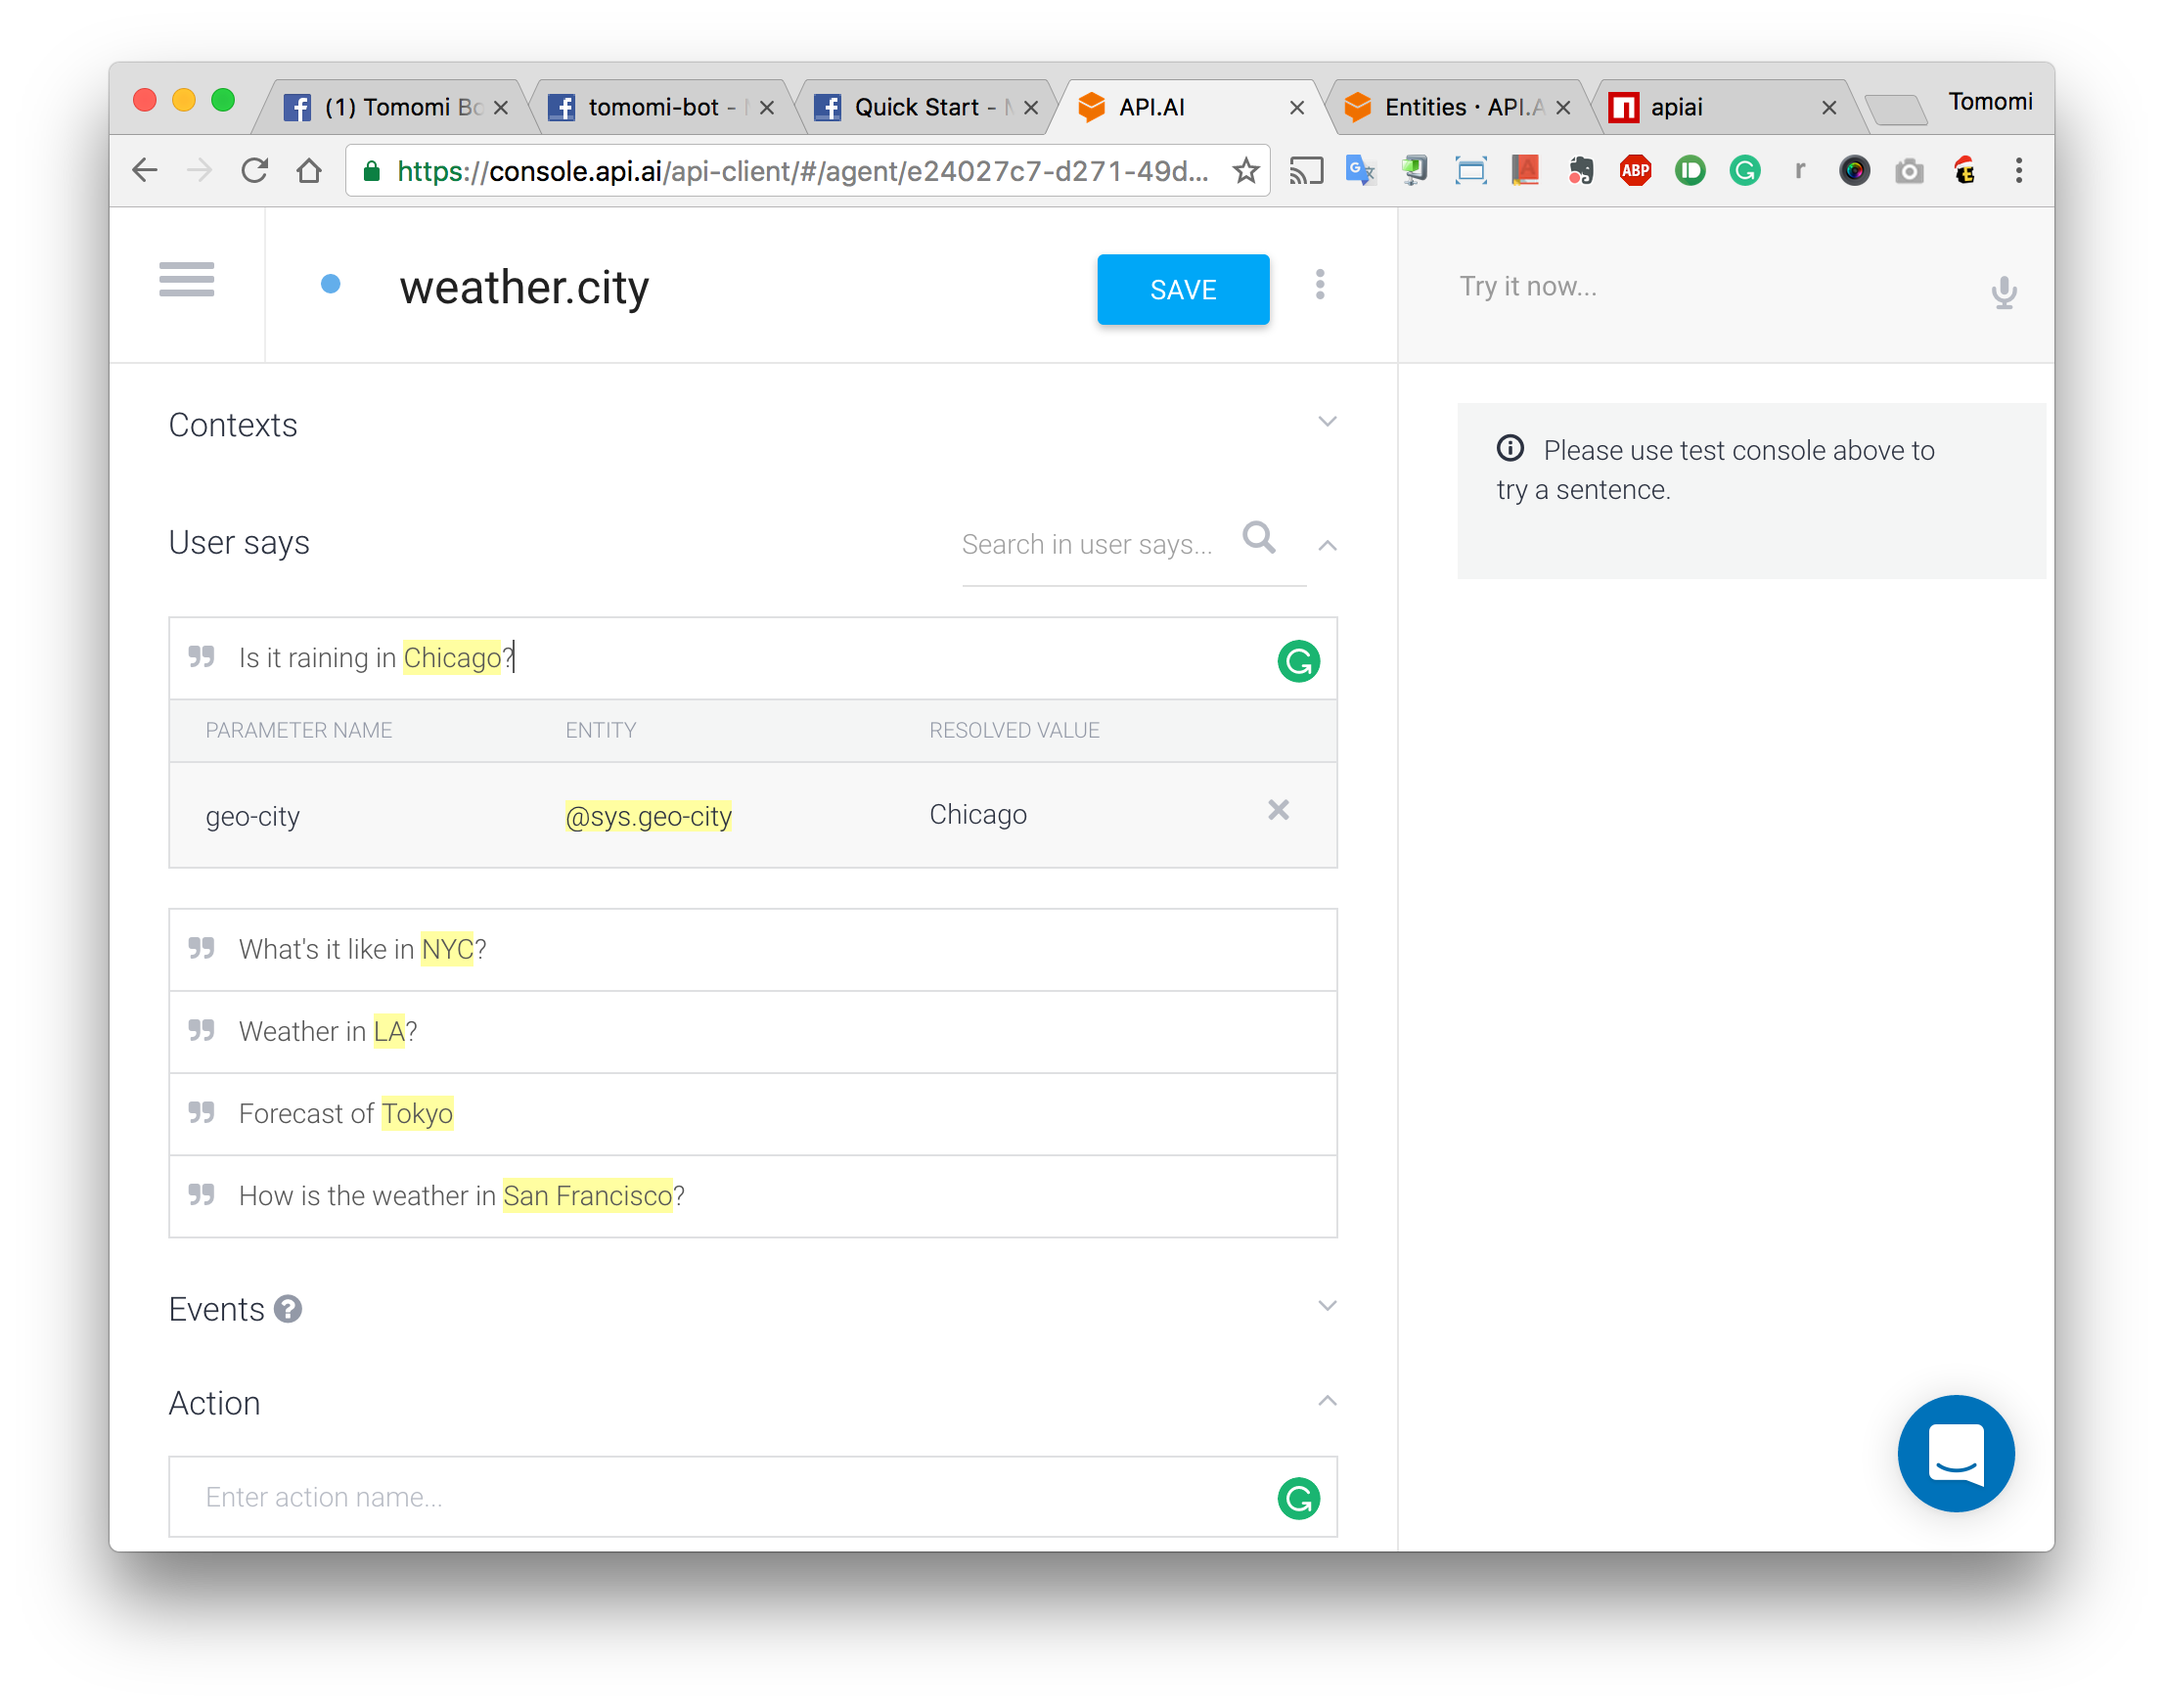 (1) Tomomi Bo
tomomi-bot -
Quick Start -
API.AI
Entities · API.A
apiai
Tomomi
https://console.api.ai/api-client/#/agent/e24027c7-d271-49d...
ABP
r
weather.city
SAVE
Try it now...
Contexts
Please use test console above to
try a sentence.
User says
Search in user says...
Is it raining in Chicago?
PARAMETER NAME ENTITY RESOLVED VALUE
geo-city @sys.geo-city Chicago
What's it like in NYC?
Weather in LA?
Forecast of Tokyo
How is the weather in San Francisco?
Events ?
Action
Enter action name...